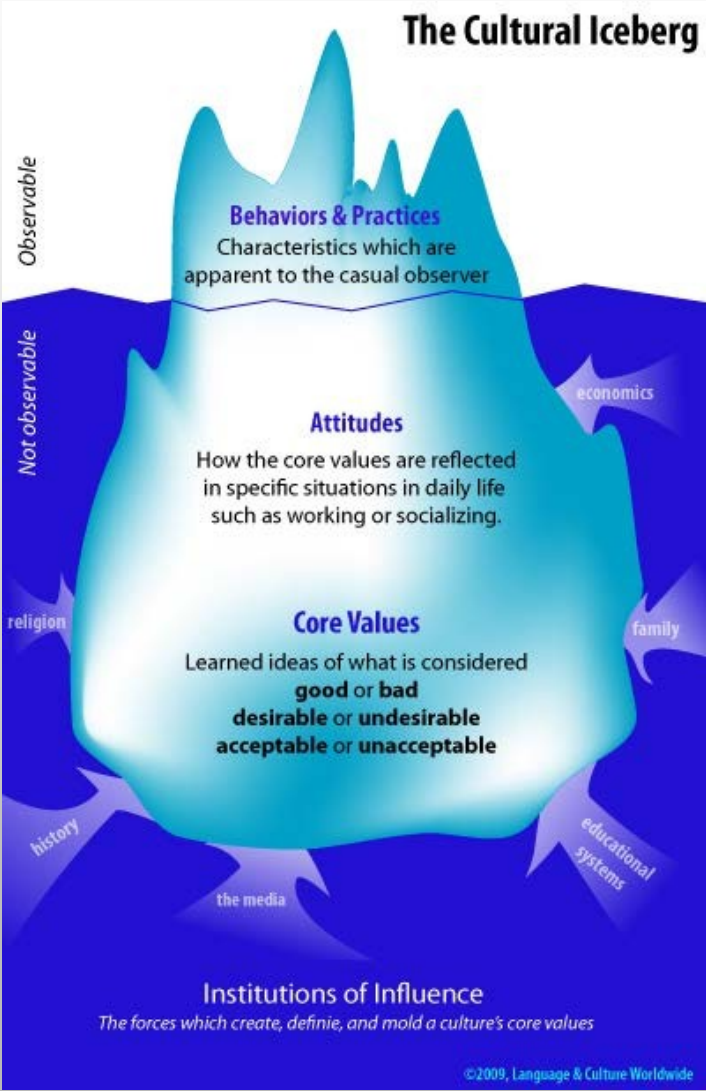 The Cultural Iceberg
Observable
Behaviors & Practices
Characteristics which are
apparent to the casual observer
Not observable
economics
Attitudes
How the core values are reflected
in specific situations in daily life
such as working or socializing.
religion
family
Core Values
Learned ideas of what is considered
good or bad
desirable or undesirable
acceptable or unacceptable
history
the media
educational
systems
Institutions of Influence
The forces which create, definie, and mold a culture's core values
©2009, Language & Culture Worldwide